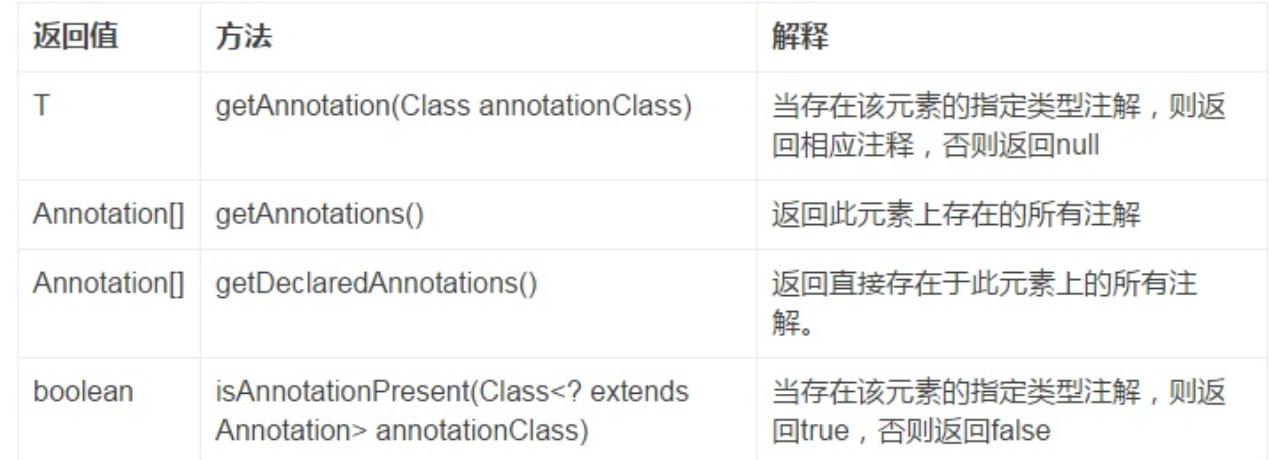 返回值 方法 解释
T getAnnotation(Class annotationClass) 当存在该元素的指定类型注解，则返
回相应注释，否则返回null
Annotation[] getAnnotations() 返回此元素上存在的所有注解
Annotation[] getDeclaredAnnotations() 返回直接存在于此元素上的所有注
解。
boolean isAnnotationPresent(Class<? extends 当存在该元素的指定类型注解，则返
Annotation> annotationClass) 回true，否则返回false